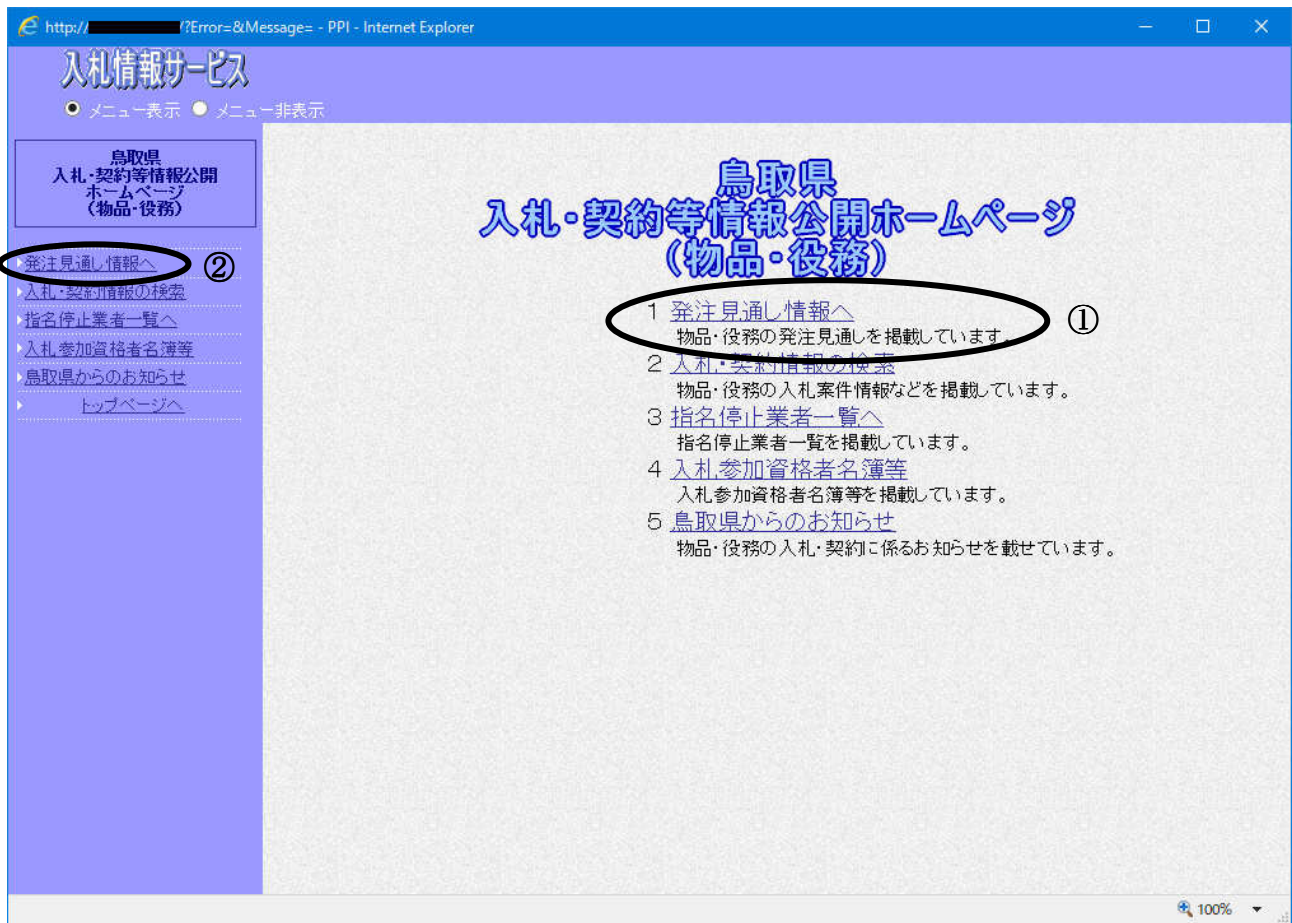 http:// /?Error=&Message= - PPI - Internet Explorer
入札情報サービス
メニュー表示 メニュー非表示
鳥取県
入札・契約等情報公開
ホームページ
(物品・役務)
発注見通し情報へ ②
入札・契約情報の検索
指名停止業者一覧へ
入札参加資格者名簿等
鳥取県からのお知らせ
トップページへ
鳥取県
入札・契約等情報公開ホームページ
(物品・役務)
1 発注見通し情報へ ①
物品・役務の発注見通しを掲載しています。
2 入札・契約情報の検索
物品・役務の入札案件情報などを掲載しています。
3 指名停止業者一覧へ
指名停止業者一覧を掲載しています。
4 入札参加資格者名簿等
入札参加資格者名簿等を掲載しています。
5 鳥取県からのお知らせ
物品・役務の入札・契約に係るお知らせを載せています。
100%